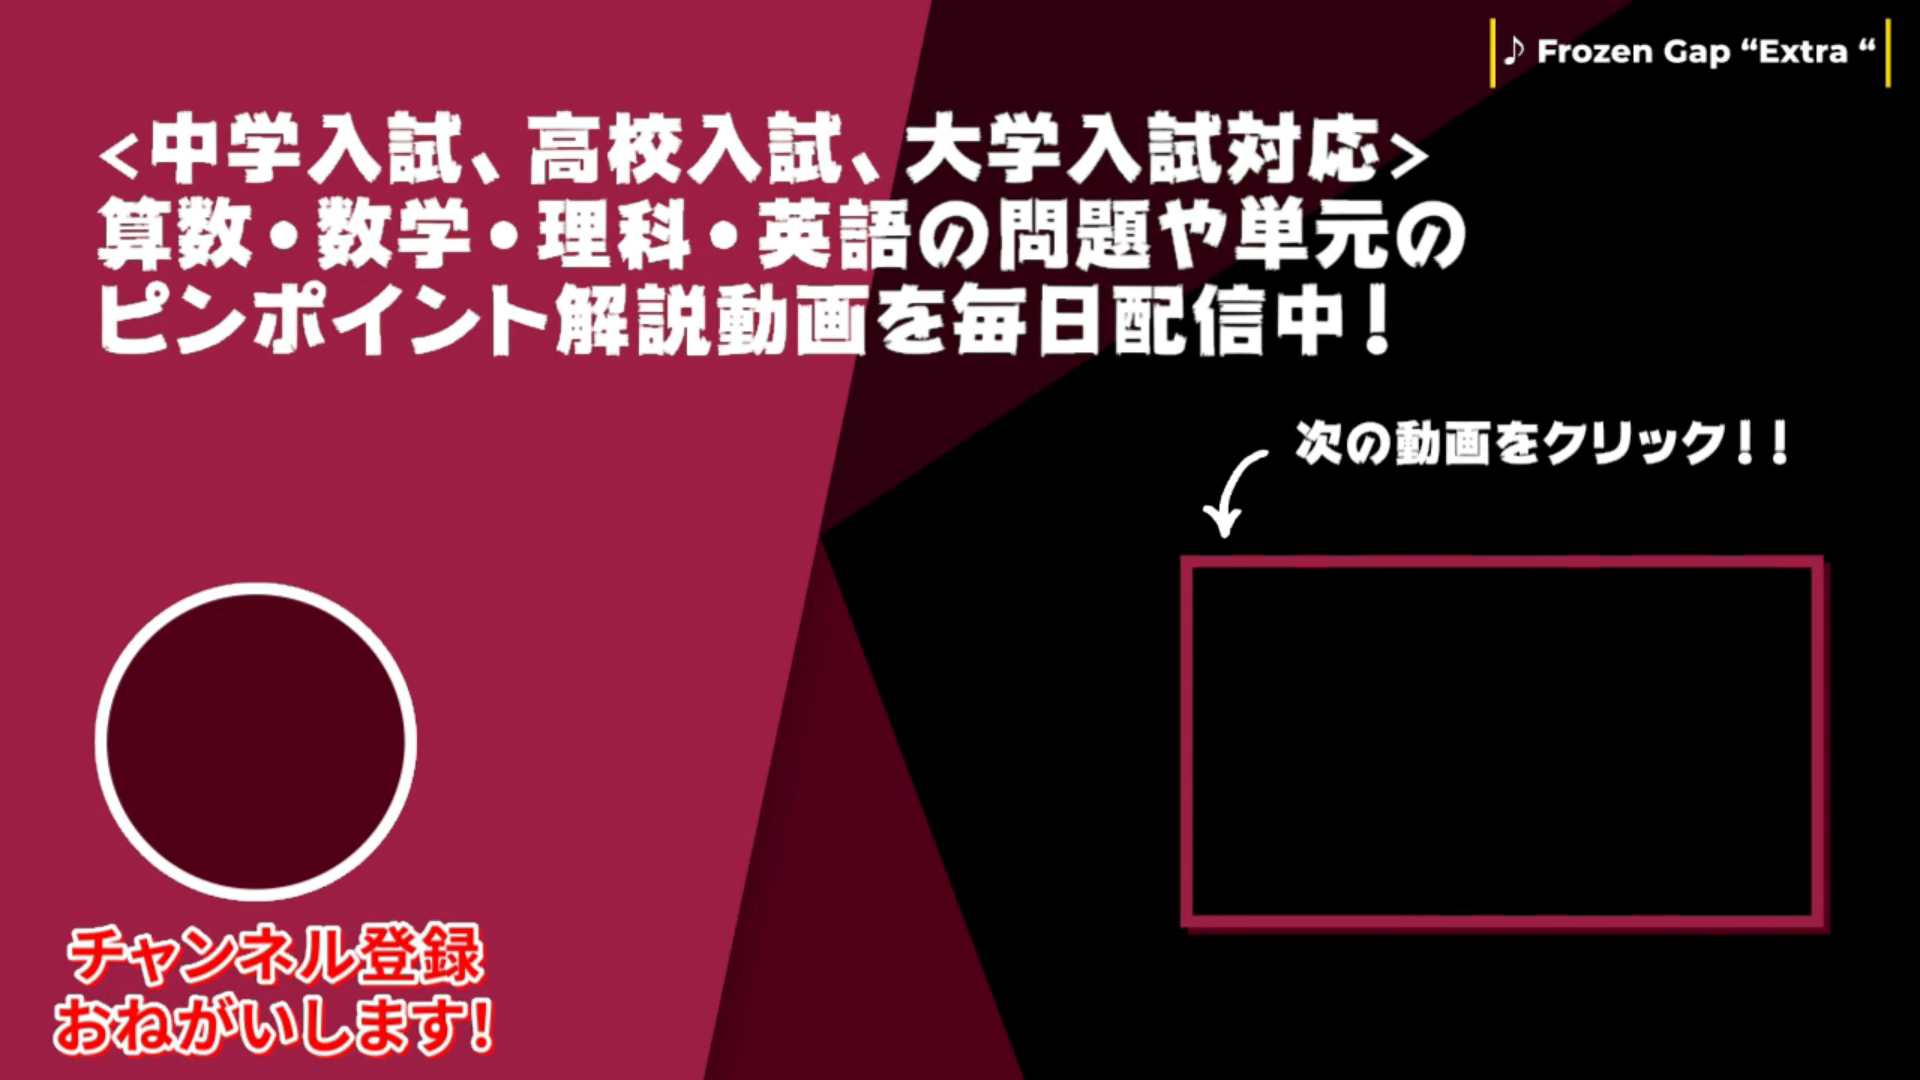 ♪ Frozen Gap “Extra “
<中学入試、高校入試、大学入試対応>
算数・数学・理科・英語の問題や単元の
ピンポイント解説動画を毎日配信中！
次の動画をクリック！！
チャンネル登録
おねがいします！